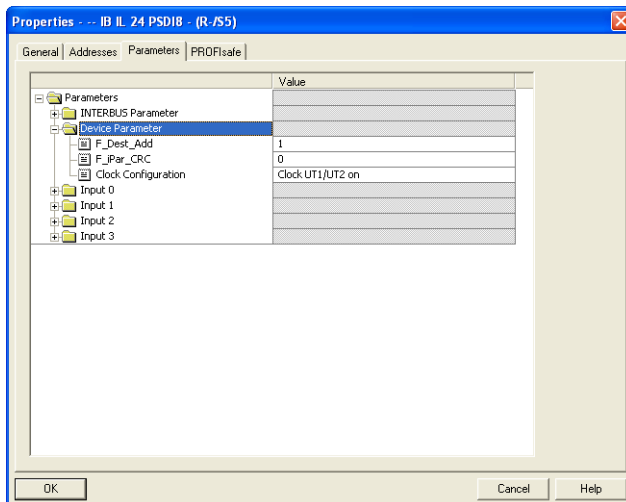 Properties - -- IB IL 24 PSDI8 - (R-/S5)
General Addresses Parameters PROFIsafe
Value
Parameters
INTERBUS Parameter
Device Parameter
F_Dest_Add 1
F_iPar_CRC 0
Clock Configuration Clock UT1/UT2 on
Input 0
Input 1
Input 2
Input 3
OK Cancel Help